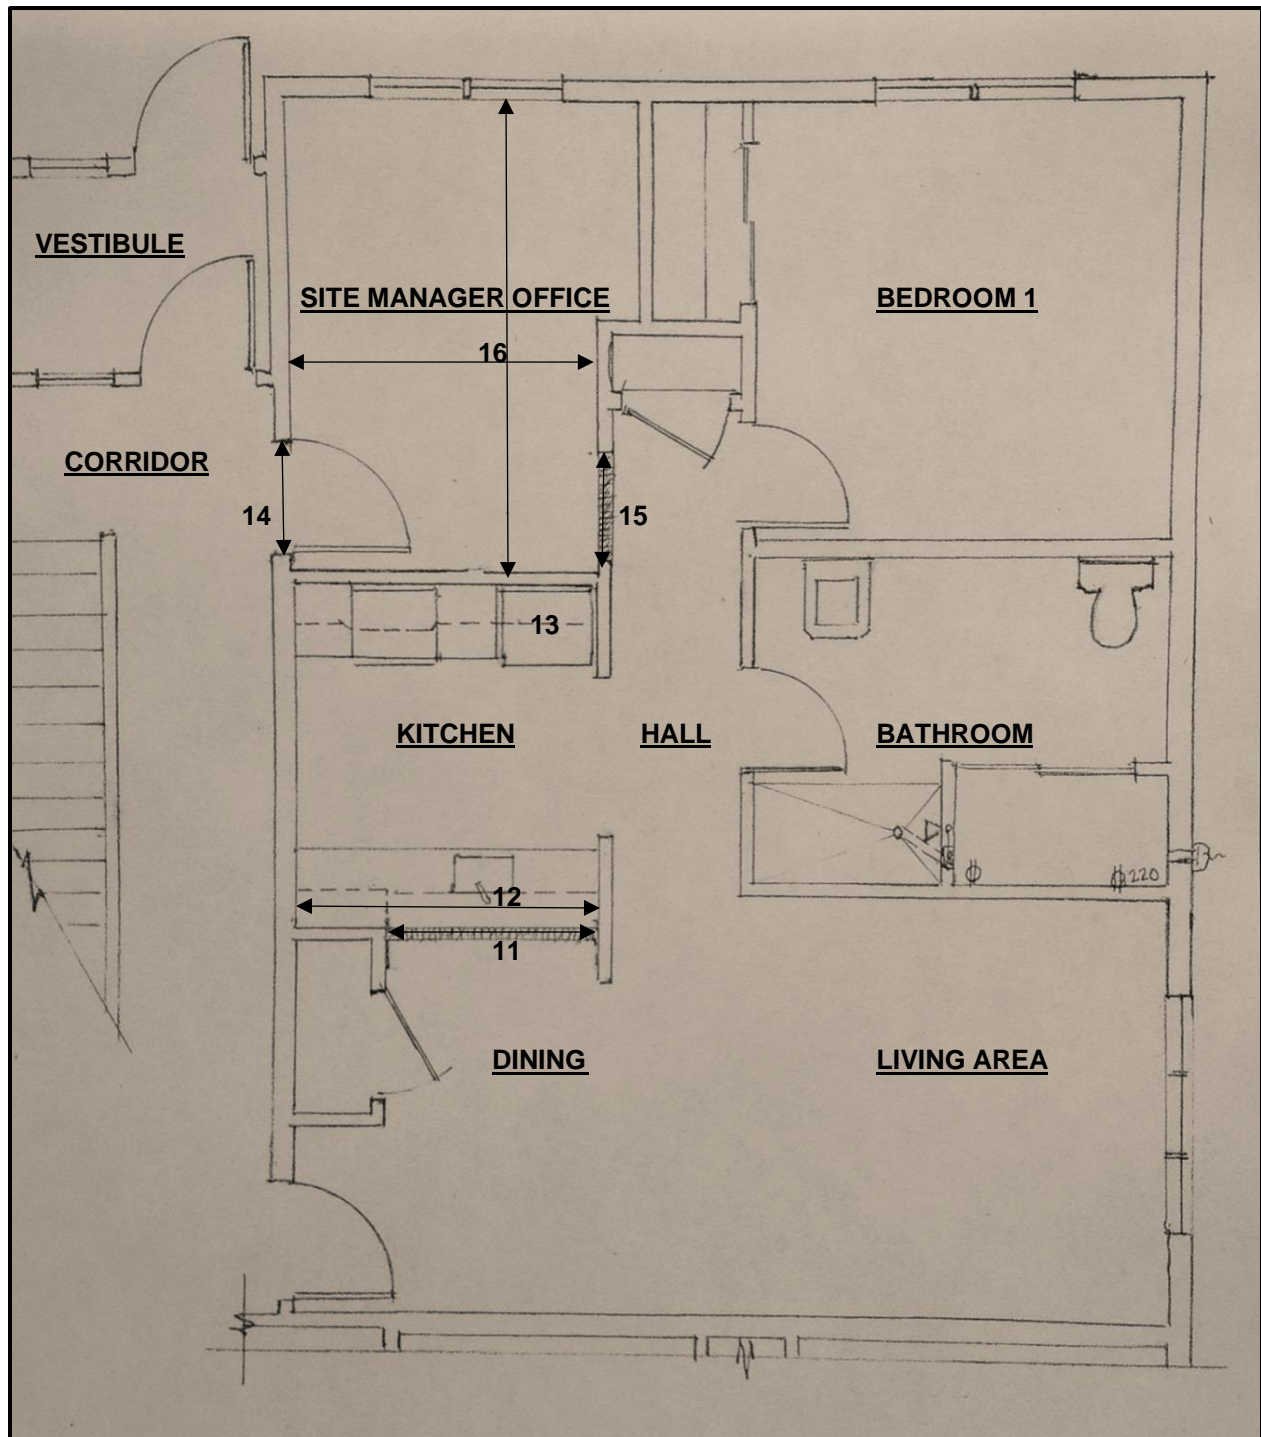 VESTIBULE
SITE MANAGER OFFICE
BEDROOM 1
16
CORRIDOR
14
15
13
KITCHEN
HALL
BATHROOM
220
12
11
DINING
LIVING AREA